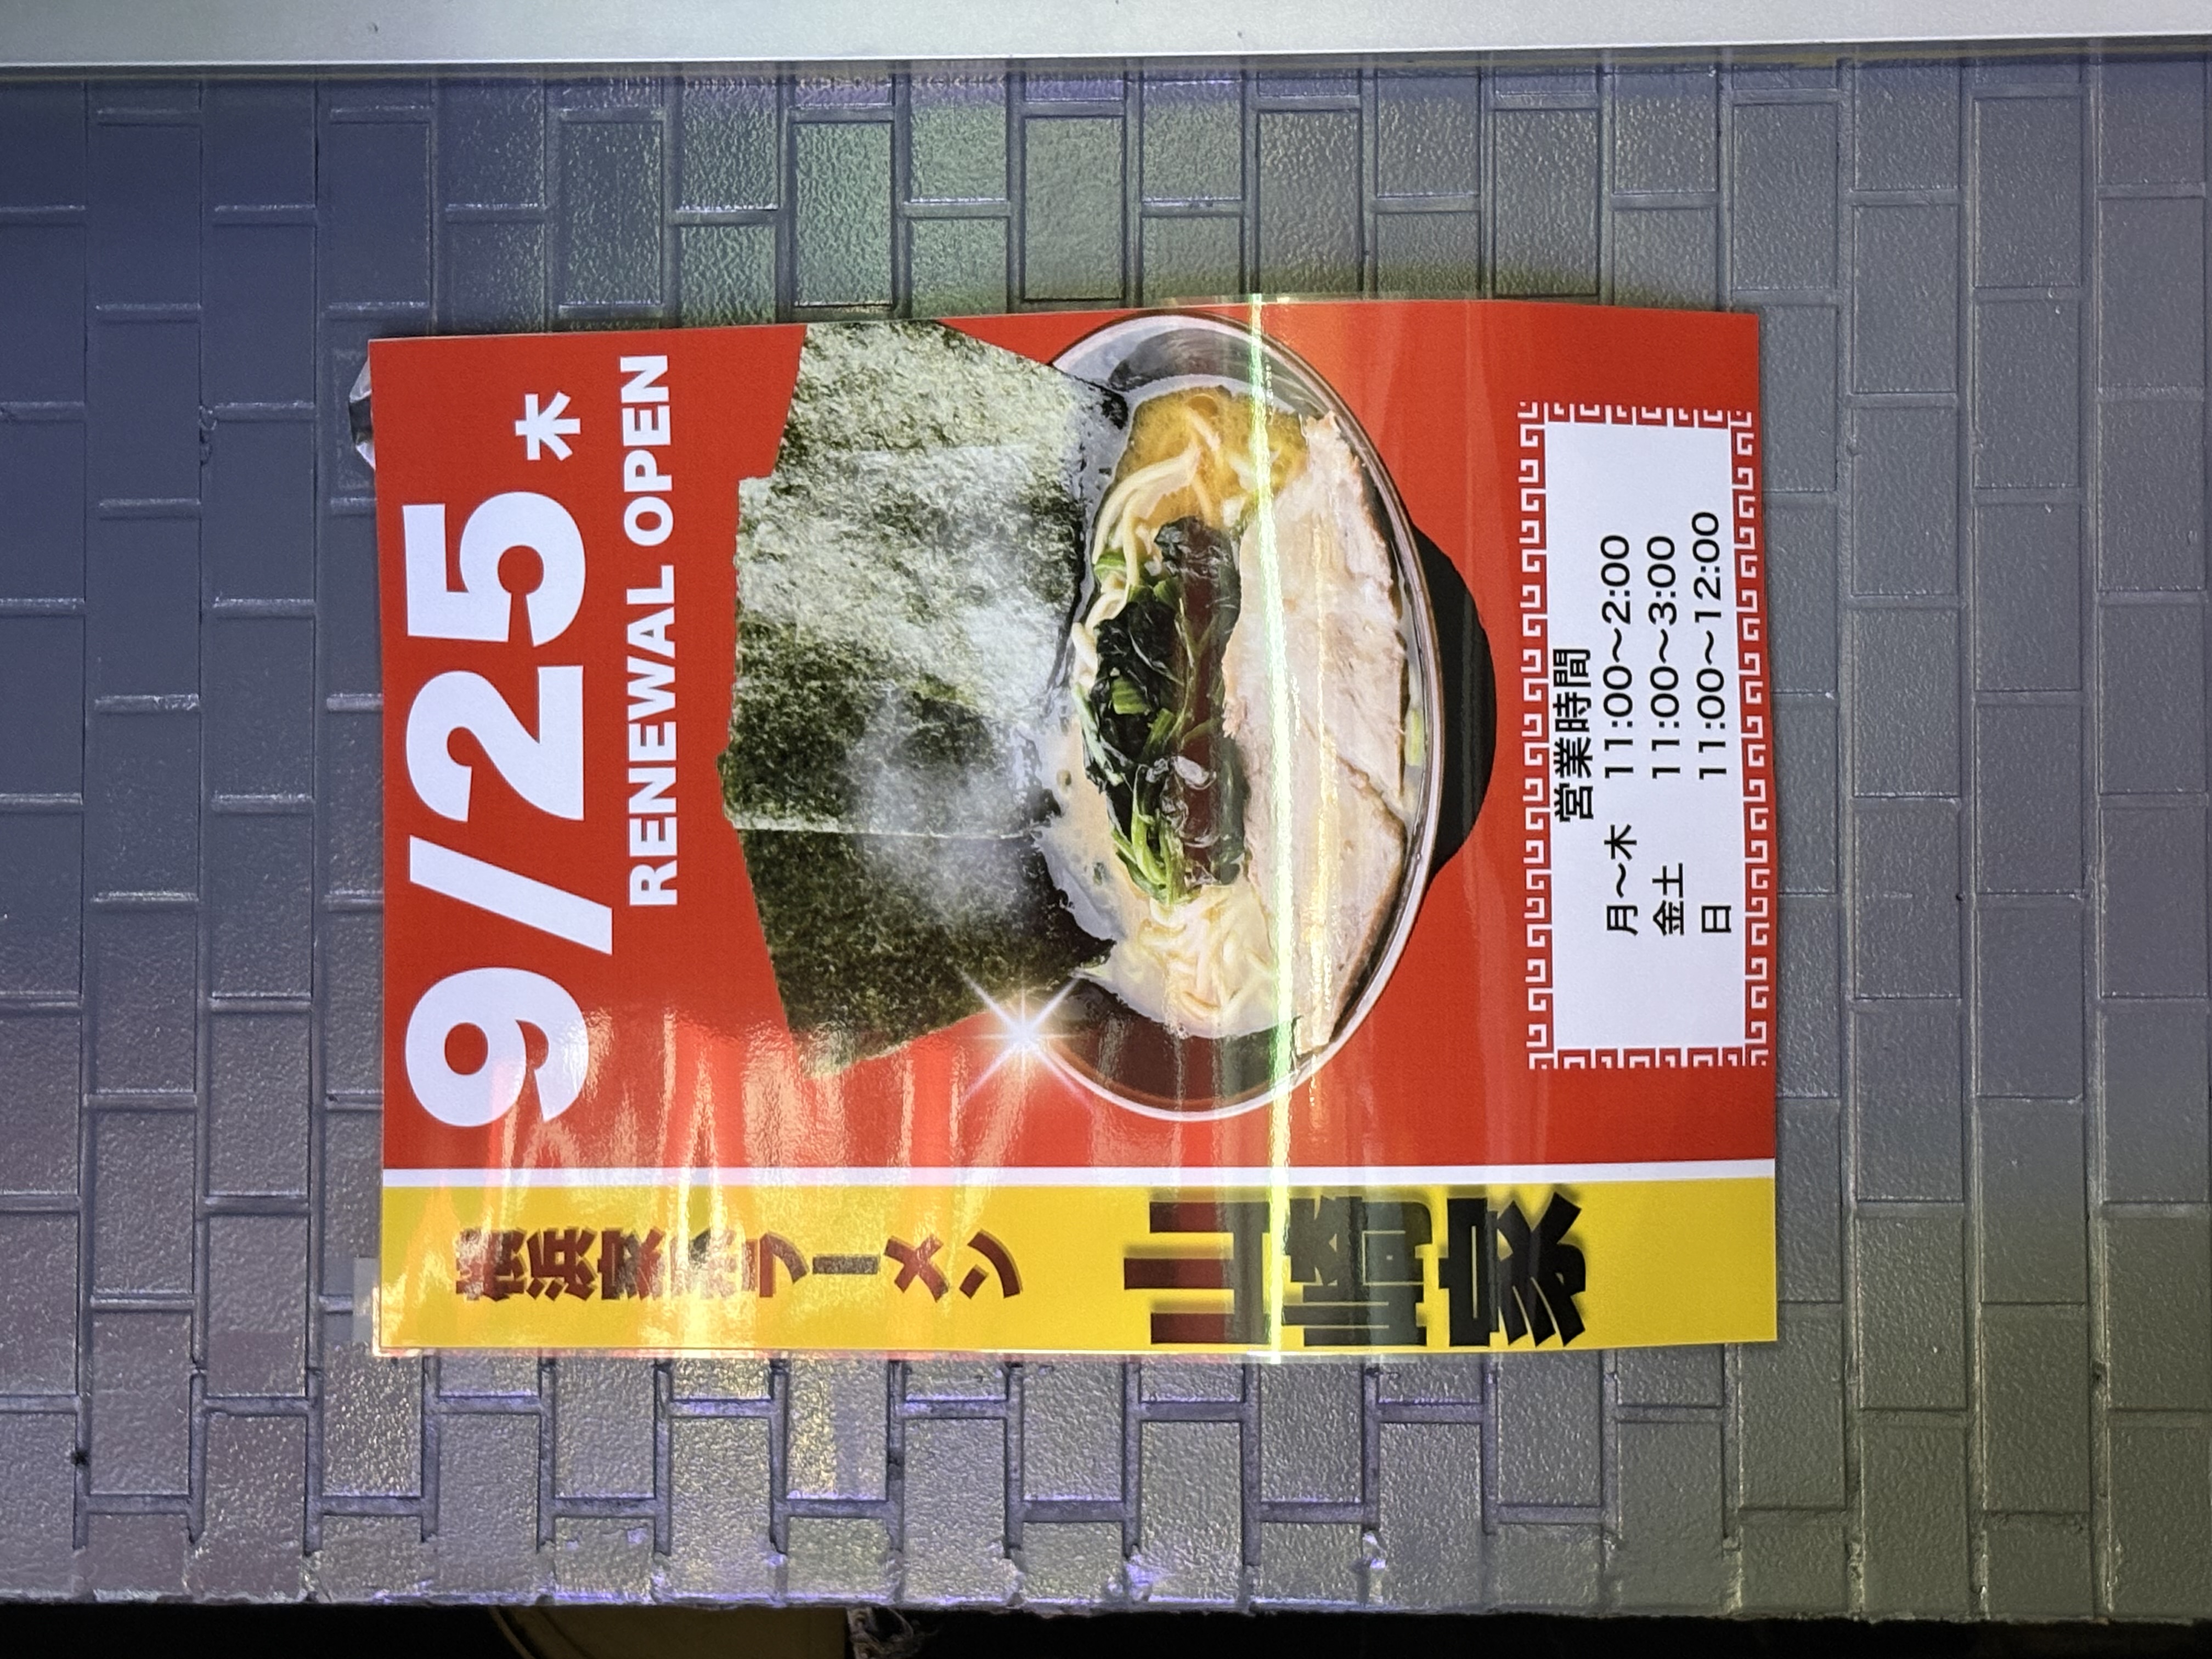 9/25木
RENEWAL OPEN
営業時間
月～木 11:00～2:00
金土 11:00～3:00
日 11:00～12:00
横浜家系ラーメン
山崎家